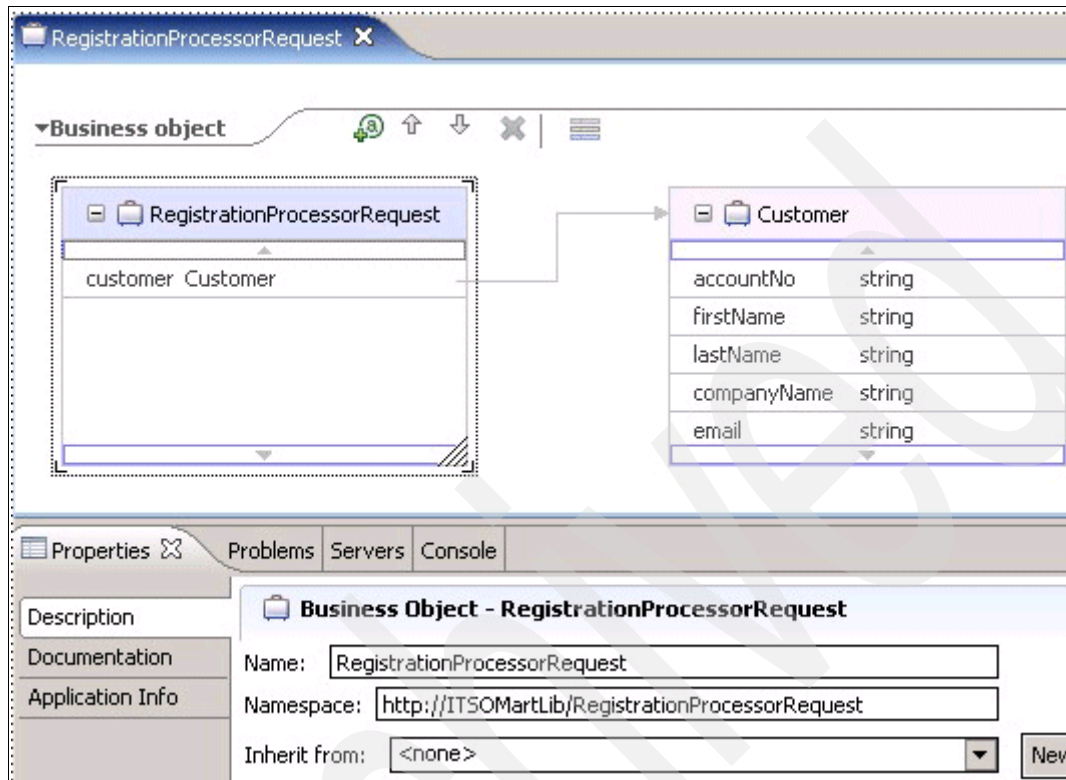 RegistrationProcessorRequest
Business object
RegistrationProcessorRequest
customer Customer
Customer
accountNo string
firstName string
lastName string
companyName string
email string
Properties Problems Servers Console
Description
Documentation
Application Info
Business Object - RegistrationProcessorRequest
Name: RegistrationProcessorRequest
Namespace: http://ITSOMartLib/RegistrationProcessorRequest
Inherit from: <none>